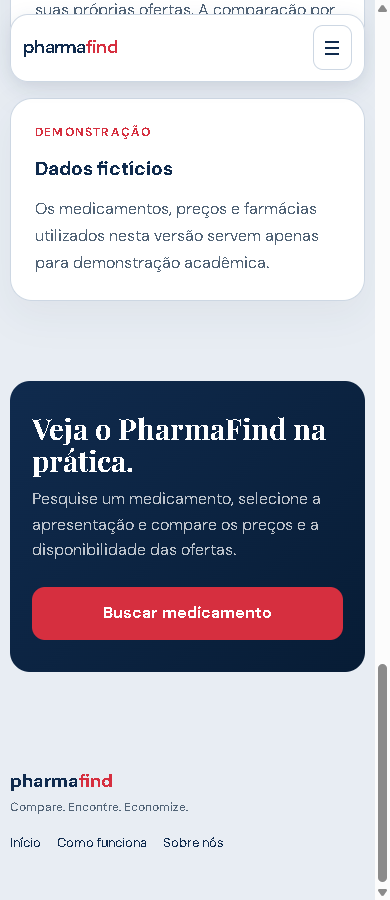 suas próprias ofertas. A comparação por
pharmafind
DEMONSTRAÇÃO
Dados fictícios
Os medicamentos, preços e farmácias
utilizados nesta versão servem apenas
para demonstração acadêmica.
Veja o PharmaFind na
prática.
Pesquise um medicamento, selecione a
apresentação e compare os preços e a
disponibilidade das ofertas.
Buscar medicamento
pharmafind
Compare. Encontre. Economize.
Início Como funciona Sobre nós